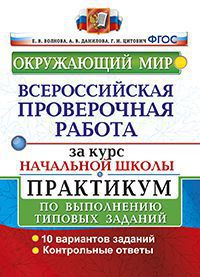 Е. В. ВОЛКОВА, А. В. ДАНИЛОВА, Г. И. ЦИТОВИЧ
ФГОС
ОКРУЖАЮЩИЙ МИР
ВСЕРОССИЙСКАЯ
ПРОВЕРОЧНАЯ
РАБОТА
ЗА КУРС
НАЧАЛЬНОЙ ШКОЛЫ
ПРАКТИКУМ
ПО ВЫПОЛНЕНИЮ
ТИПОВЫХ ЗАДАНИЙ
• 10 вариантов заданий
• Контрольные ответы